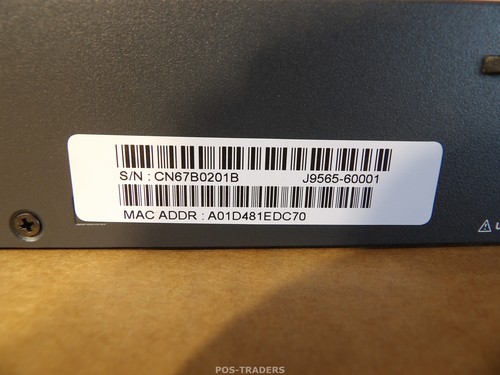 S/N : CN67B0201B J9565-60001
MAC ADDR : A01D481EDC70
POS-TRADERS